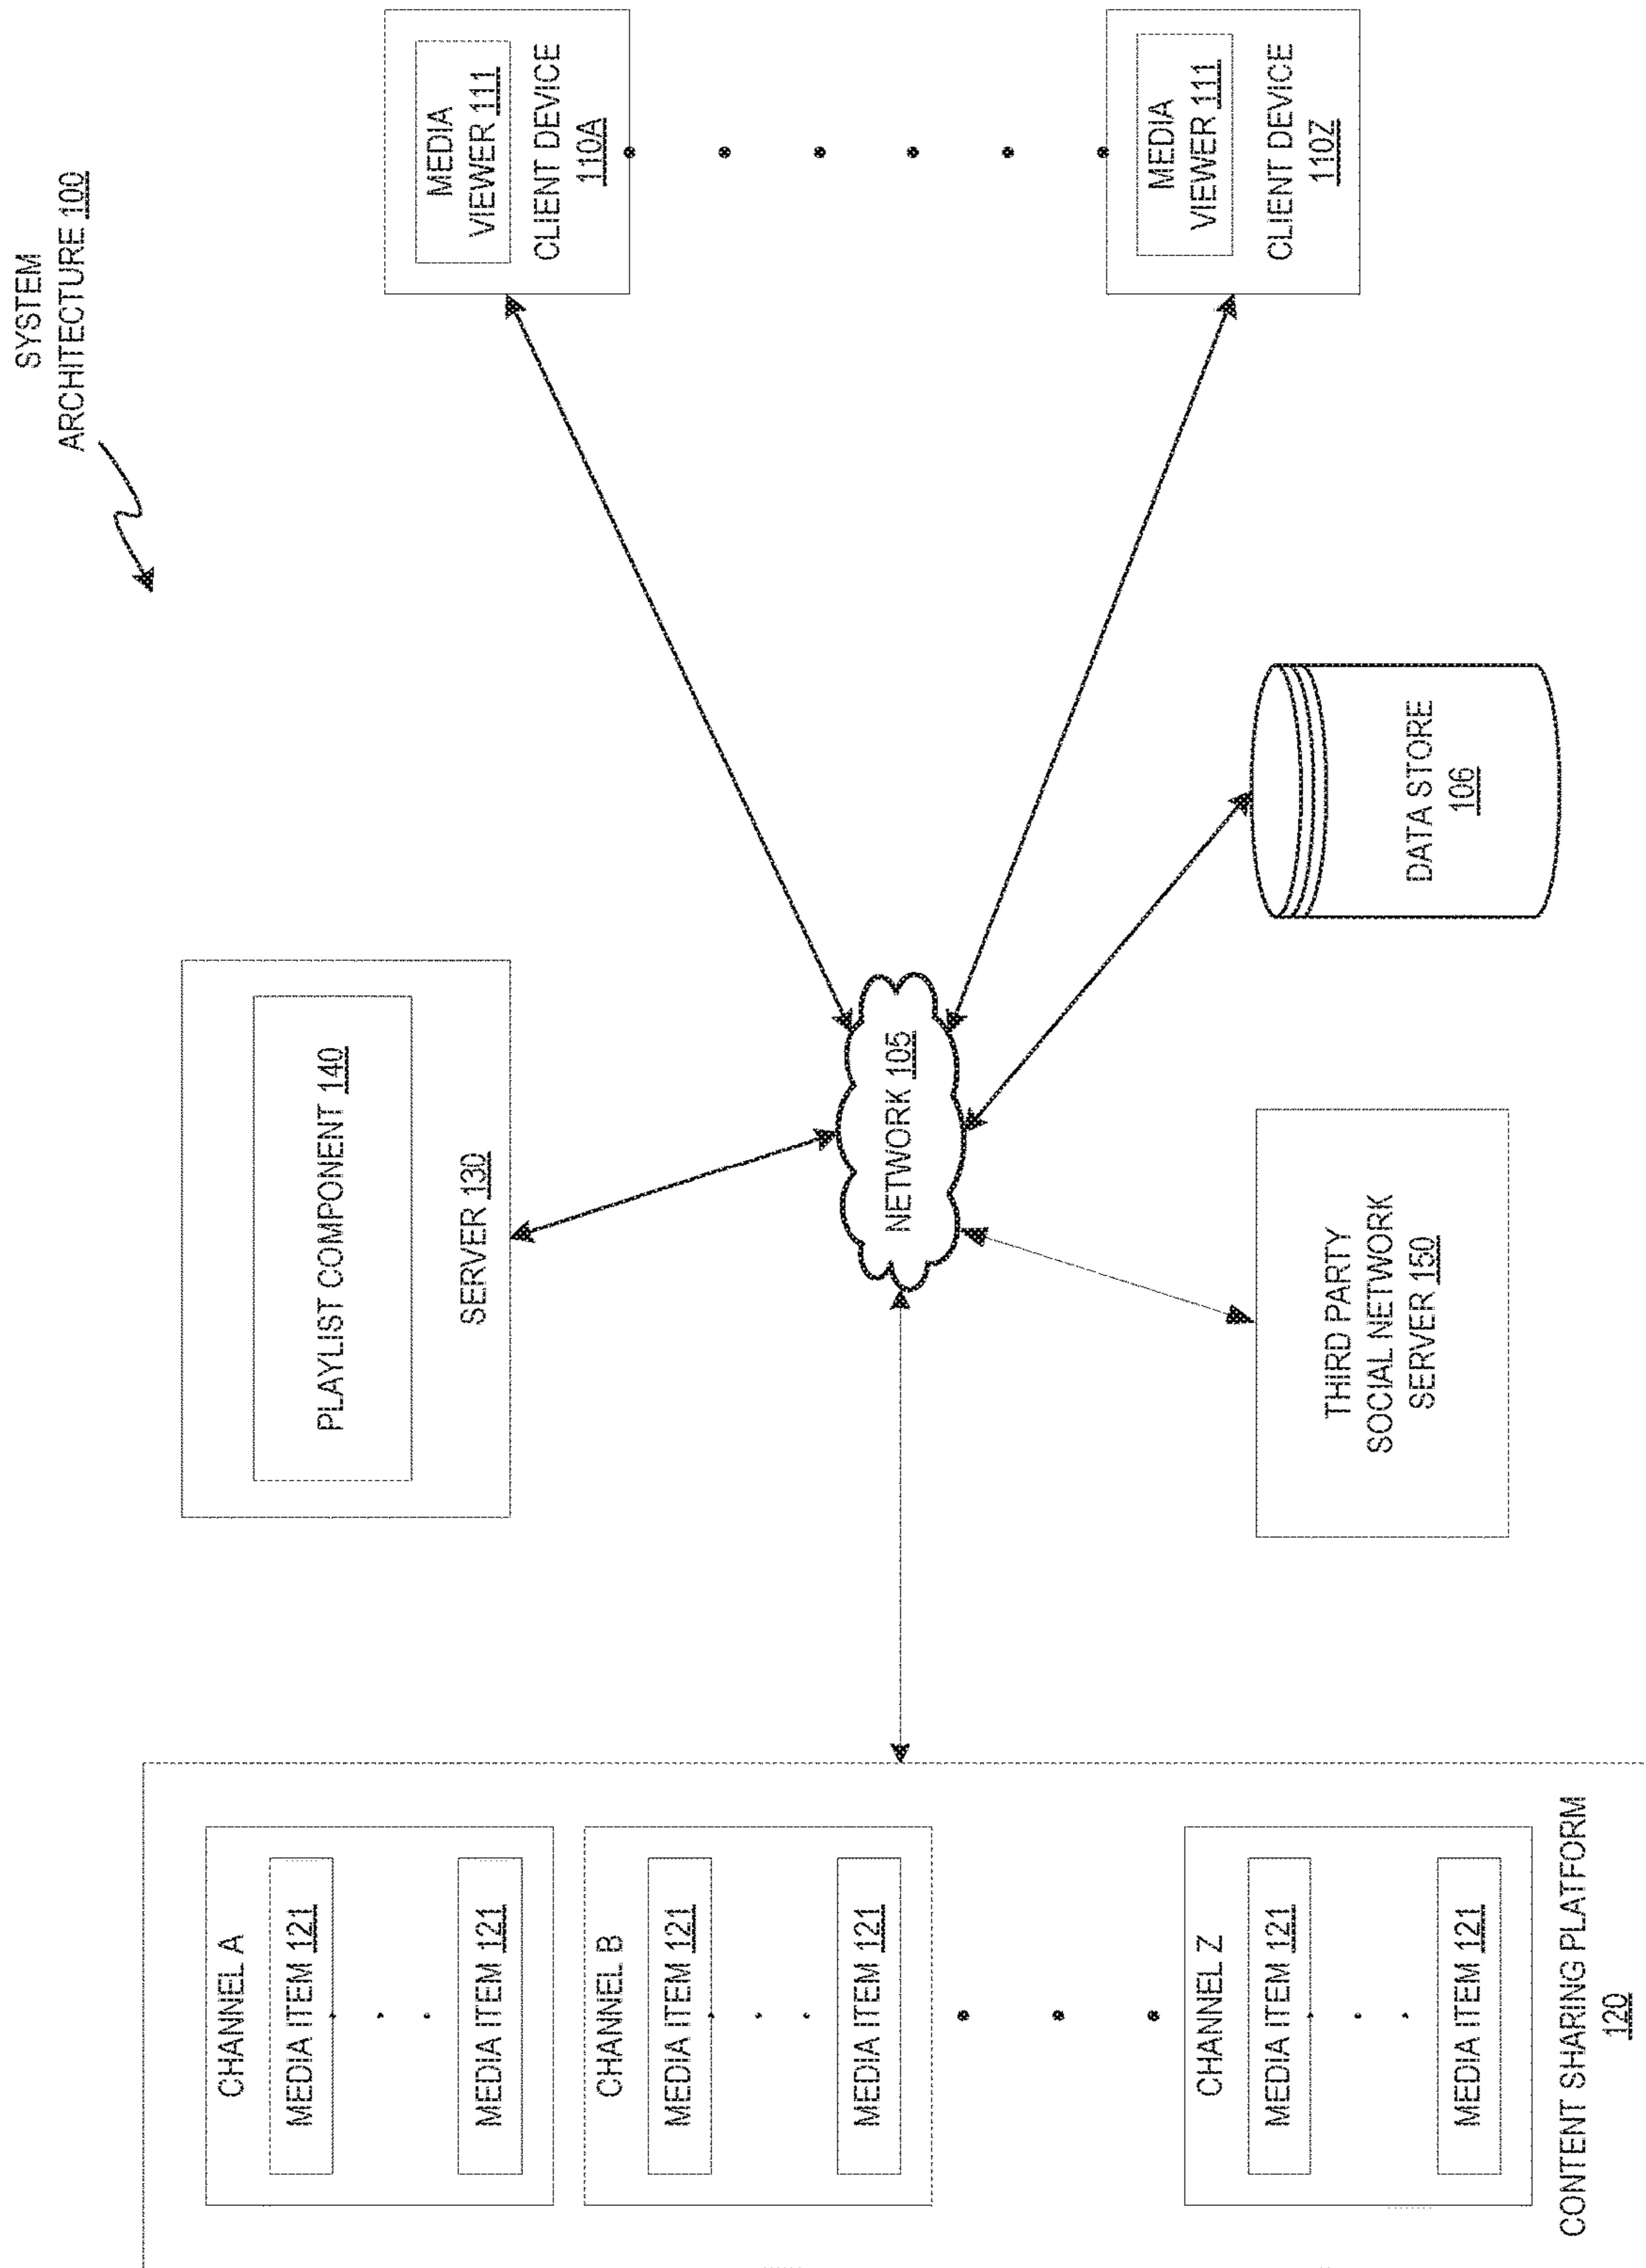 SYSTEM
ARCHITECTURE 100
CHANNEL A
MEDIA ITEM 121
MEDIA ITEM 121
CHANNEL B
MEDIA ITEM 121
MEDIA ITEM 121
CHANNEL Z
MEDIA ITEM 121
MEDIA ITEM 121
CONTENT SHARING PLATFORM
120
PLAYLIST COMPONENT 140
SERVER 130
NETWORK 105
THIRD PARTY
SOCIAL NETWORK
SERVER 150
DATA STORE
106
MEDIA
VIEWER 111
CLIENT DEVICE
110A
MEDIA
VIEWER 111
CLIENT DEVICE
110Z